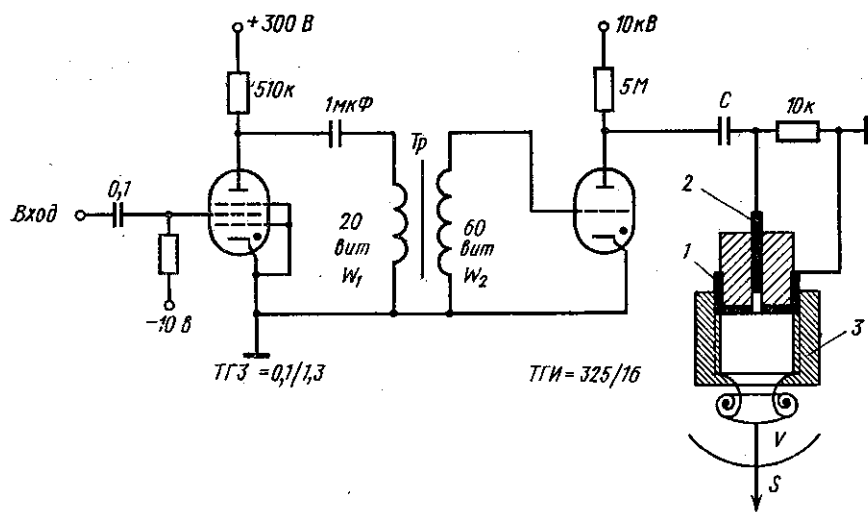 +300 В
510к
1мкФ
Тр
10кВ
5М
С
10к
2
Вход
0,1
20
вит
W₁
60
вит
W₂
1
3
−10 В
ТГЗ =0,1/1,3
ТГИ=325/16
V
S